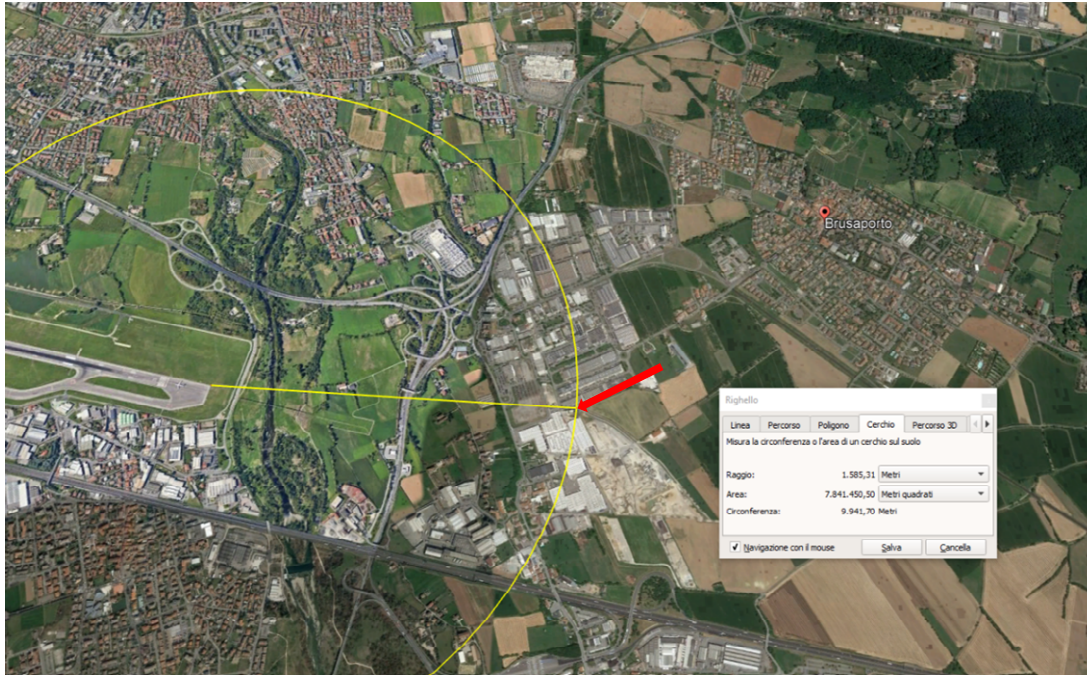 Brusaporto
Righello
Linea Percorso Poligono Cerchio Percorso 3D
Misura la circonferenza o l'area di un cerchio sul suolo
Raggio: 1.585,31 Metri
Area: 7.841.450,50 Metri quadrati
Circonferenza: 9.941,70 Metri
Navigazione con il mouse Salva Cancella